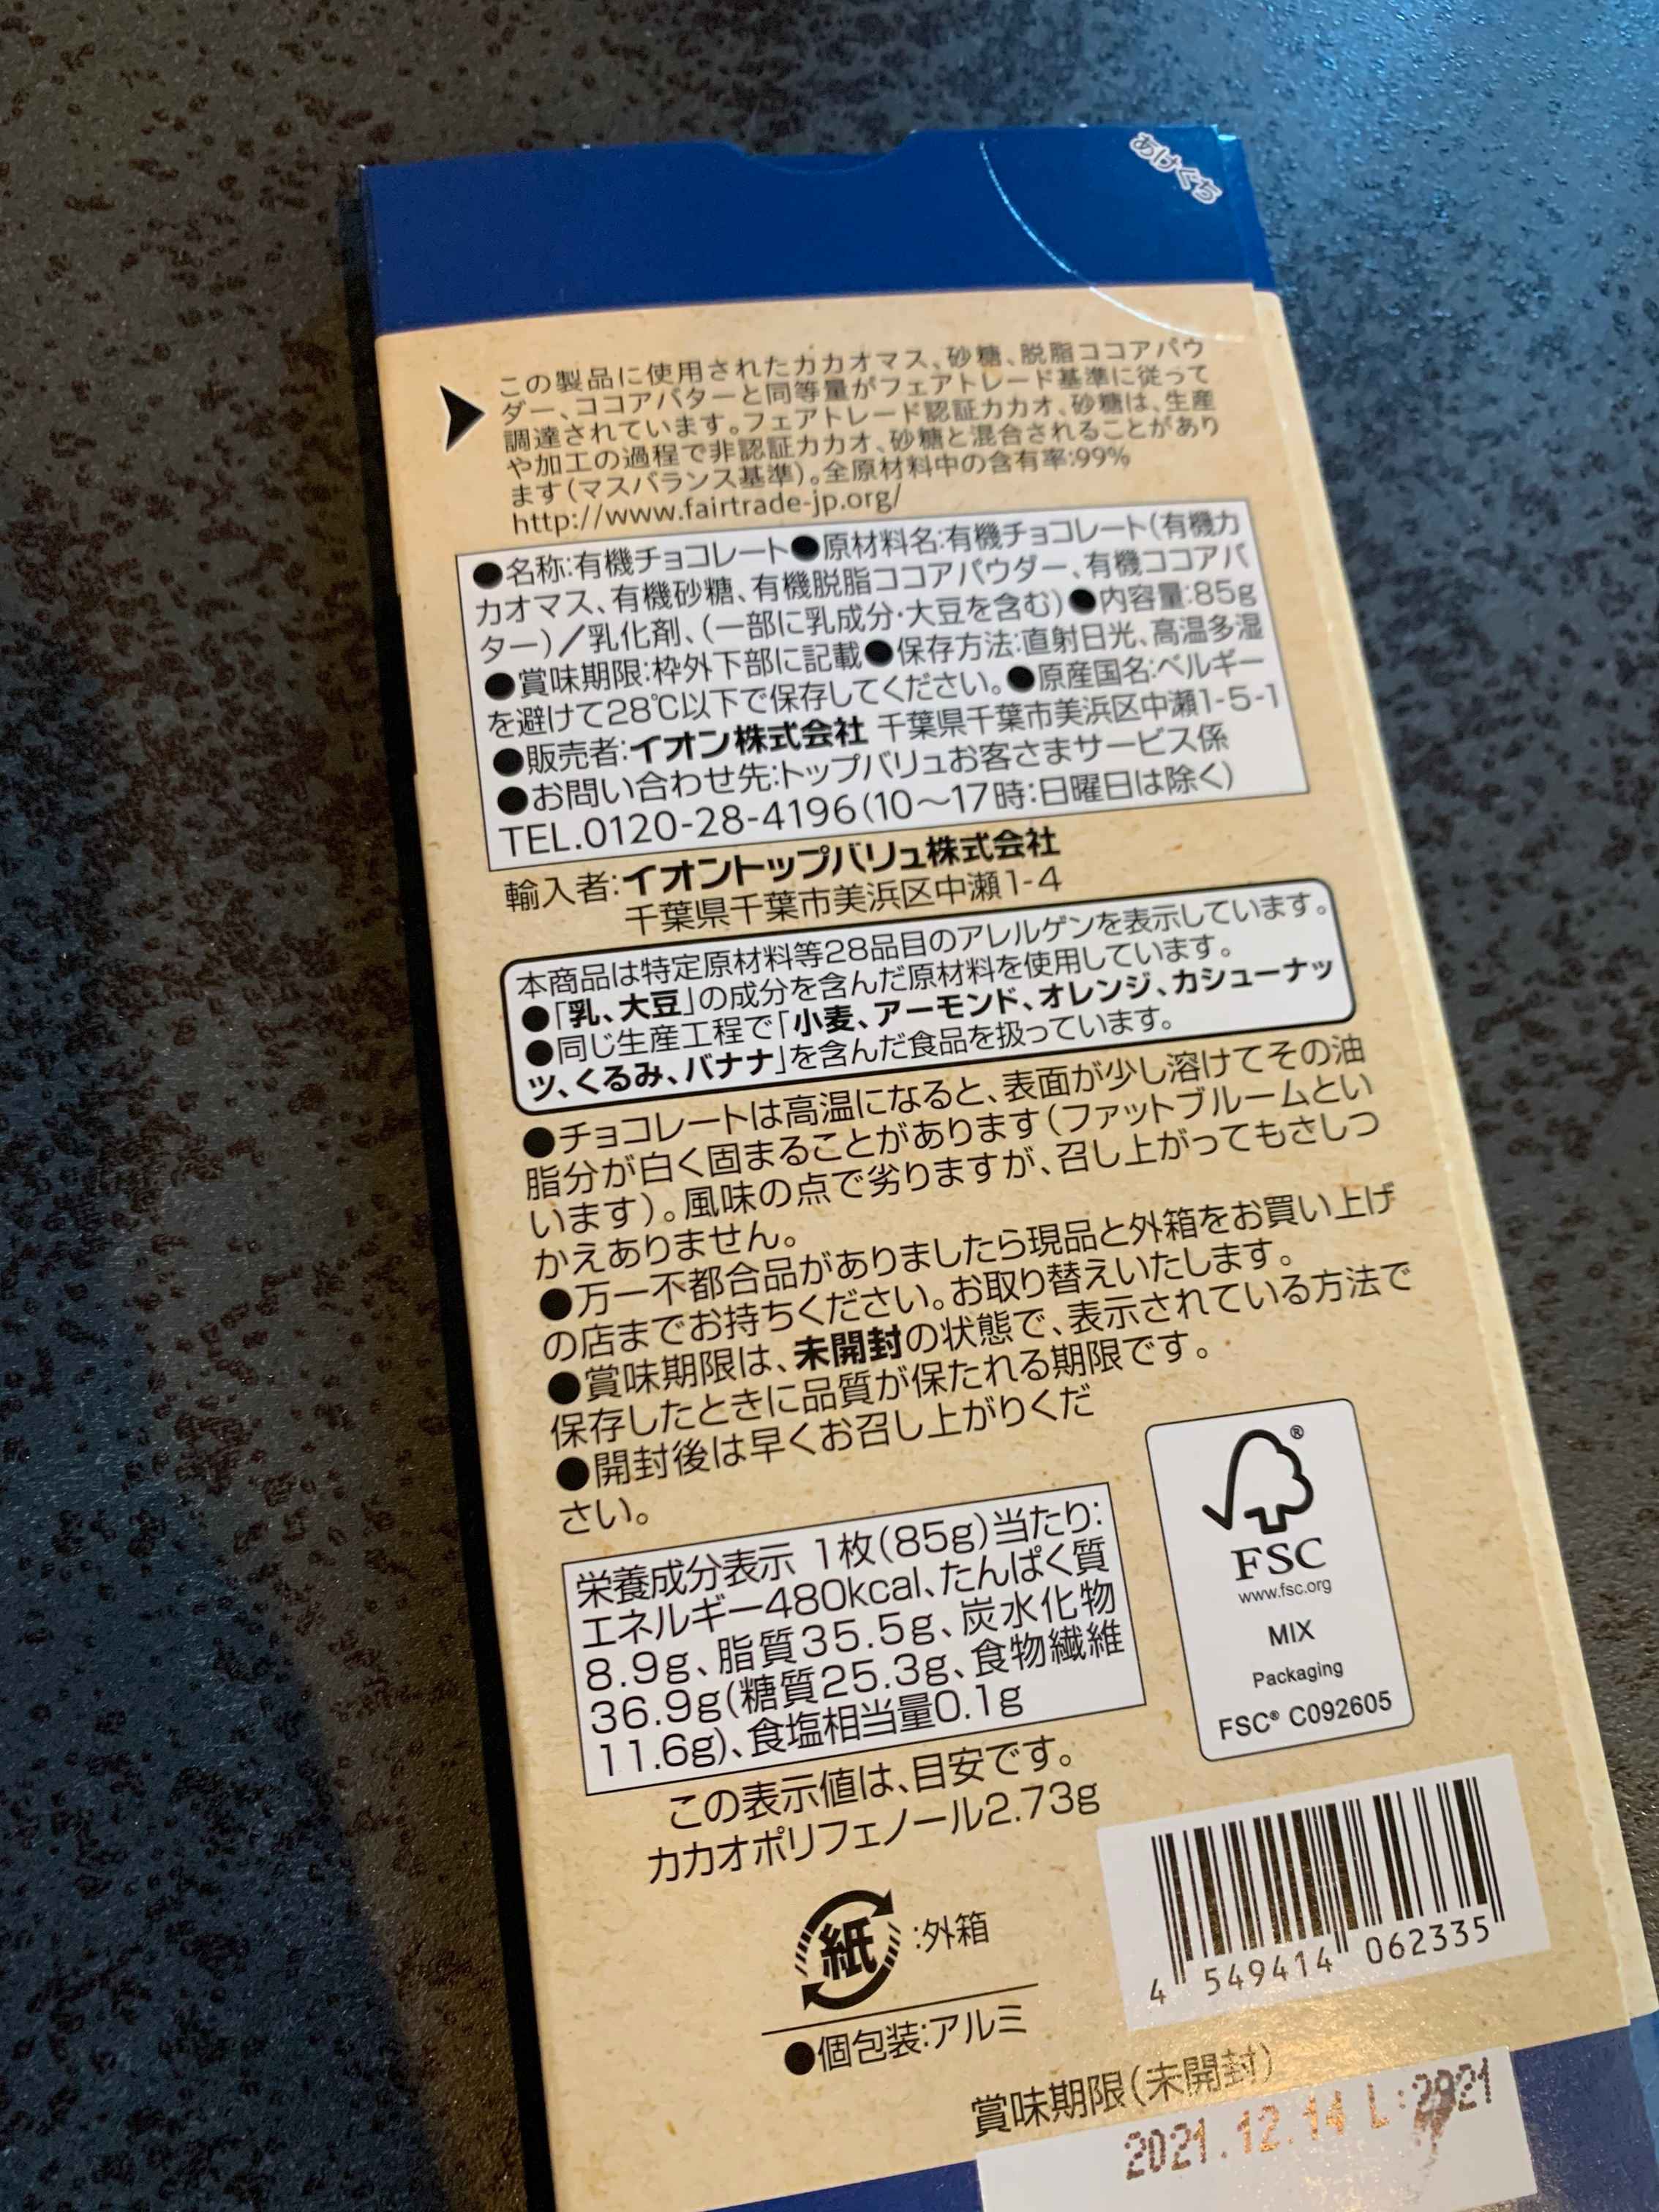 あけぐち
この製品に使用されたカカオマス、砂糖、脱脂ココアパウ
ダー、ココアバターと同等量がフェアトレード基準に従って
調達されています。フェアトレード認証カカオ、砂糖は、生産
や加工の過程で非認証カカオ、砂糖と混合されることがあり
ます(マスバランス基準)。全原材料中の含有率:99%
http://www.fairtrade-jp.org/
●名称:有機チョコレート●原材料名:有機チョコレート(有機カ
カオマス、有機砂糖、有機脱脂ココアパウダー、有機ココアバ
ター)/乳化剤、(一部に乳成分・大豆を含む)●内容量:85g
●賞味期限:枠外下部に記載●保存方法:直射日光、高温多湿
を避けて28℃以下で保存してください。●原産国名:ベルギー
●販売者:イオン株式会社 千葉県千葉市美浜区中瀬1-5-1
●お問い合わせ先:トップバリュお客さまサービス係
TEL.0120-28-4196(10〜17時:日曜日は除く)
輸入者:イオントップバリュ株式会社
千葉県千葉市美浜区中瀬1-4
本商品は特定原材料等28品目のアレルゲンを表示しています。
●「乳、大豆」の成分を含んだ原材料を使用しています。
●同じ生産工程で「小麦、アーモンド、オレンジ、カシューナッ
ツ、くるみ、バナナ」を含んだ食品を扱っています。
●チョコレートは高温になると、表面が少し溶けてその油
脂分が白く固まることがあります(ファットブルームとい
います)。風味の点で劣りますが、召し上がってもさしつ
かえありません。
●万一不都合品がありましたら現品と外箱をお買い上げ
の店までお持ちください。お取り替えいたします。
●賞味期限は、未開封の状態で、表示されている方法で
保存したときに品質が保たれる期限です。
●開封後は早くお召し上がりくだ
さい。
栄養成分表示 1枚(85g)当たり:
エネルギー480kcal、たんぱく質
8.9g、脂質35.5g、炭水化物
36.9g(糖質25.3g、食物繊維
11.6g)、食塩相当量0.1g
この表示値は、目安です。
カカオポリフェノール2.73g
®
FSC
www.fsc.org
MIX
Packaging
FSC® C092605
紙:外箱
●個包装:アルミ
4 549414 062335
賞味期限(未開封)
2021.12.14 L:2921